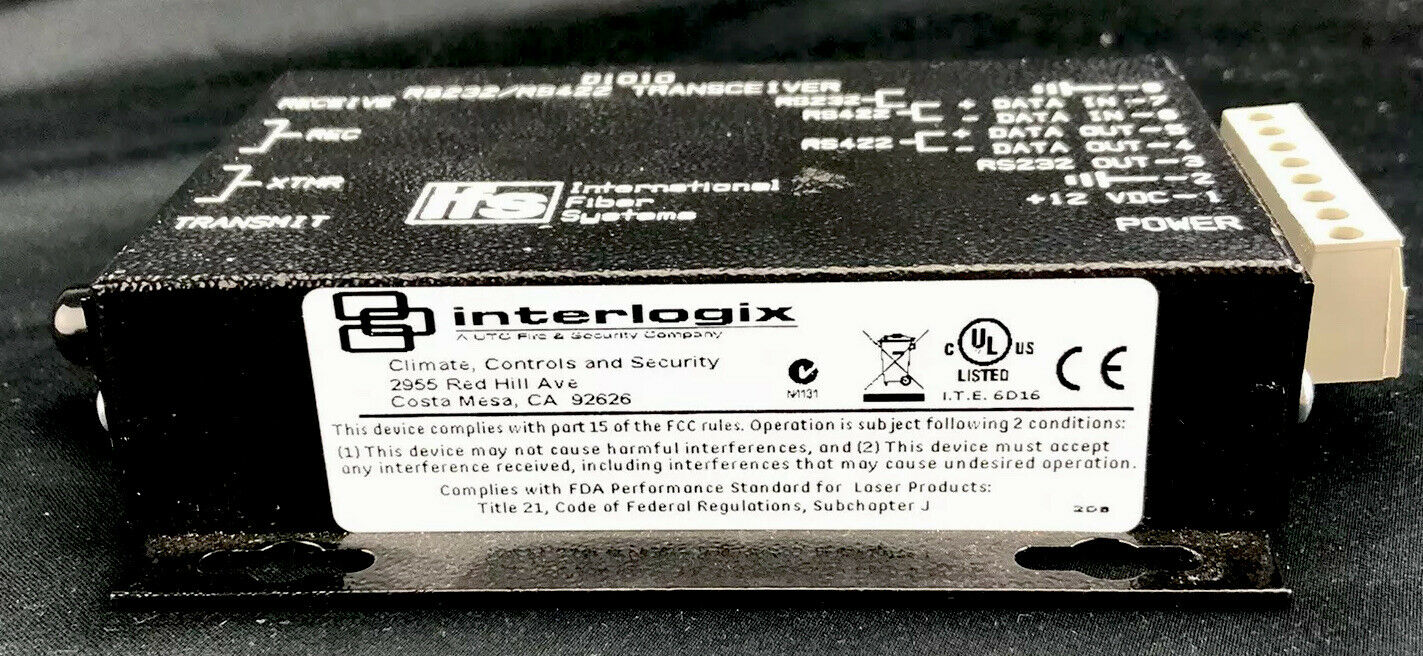 D1010
RS232/RS422 TRANSCEIVER
RECEIVE
REC
XTMR
TRANSMIT
IFS International
Fiber
Systems
RS232
RS422 + DATA IN-7
- DATA IN-6
RS422 + DATA OUT-5
- DATA OUT-4
RS232 OUT-3
-2
+12 VDC-1
POWER
interlogix
A UTC Fire & Security Company
Climate, Controls and Security
2955 Red Hill Ave
Costa Mesa, CA 92626
N1131
C UL US
LISTED
I.T.E. 6D16
CE
This device complies with part 15 of the FCC rules. Operation is subject following 2 conditions:
(1) This device may not cause harmful interferences, and (2) This device must accept
any interference received, including interferences that may cause undesired operation.
Complies with FDA Performance Standard for Laser Products:
Title 21, Code of Federal Regulations, Subchapter J